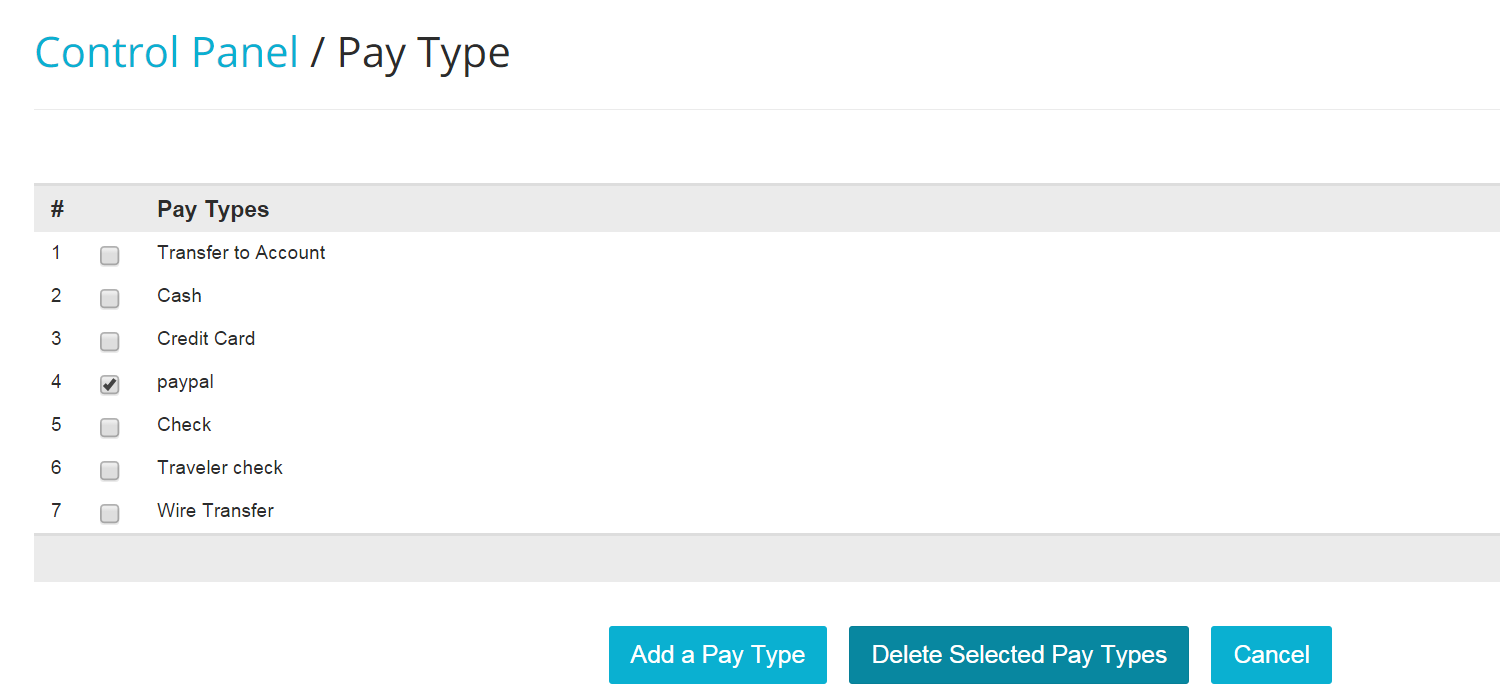 Control Panel / Pay Type
# Pay Types
1 Transfer to Account
2 Cash
3 Credit Card
4 paypal
5 Check
6 Traveler check
7 Wire Transfer
Add a Pay Type Delete Selected Pay Types Cancel